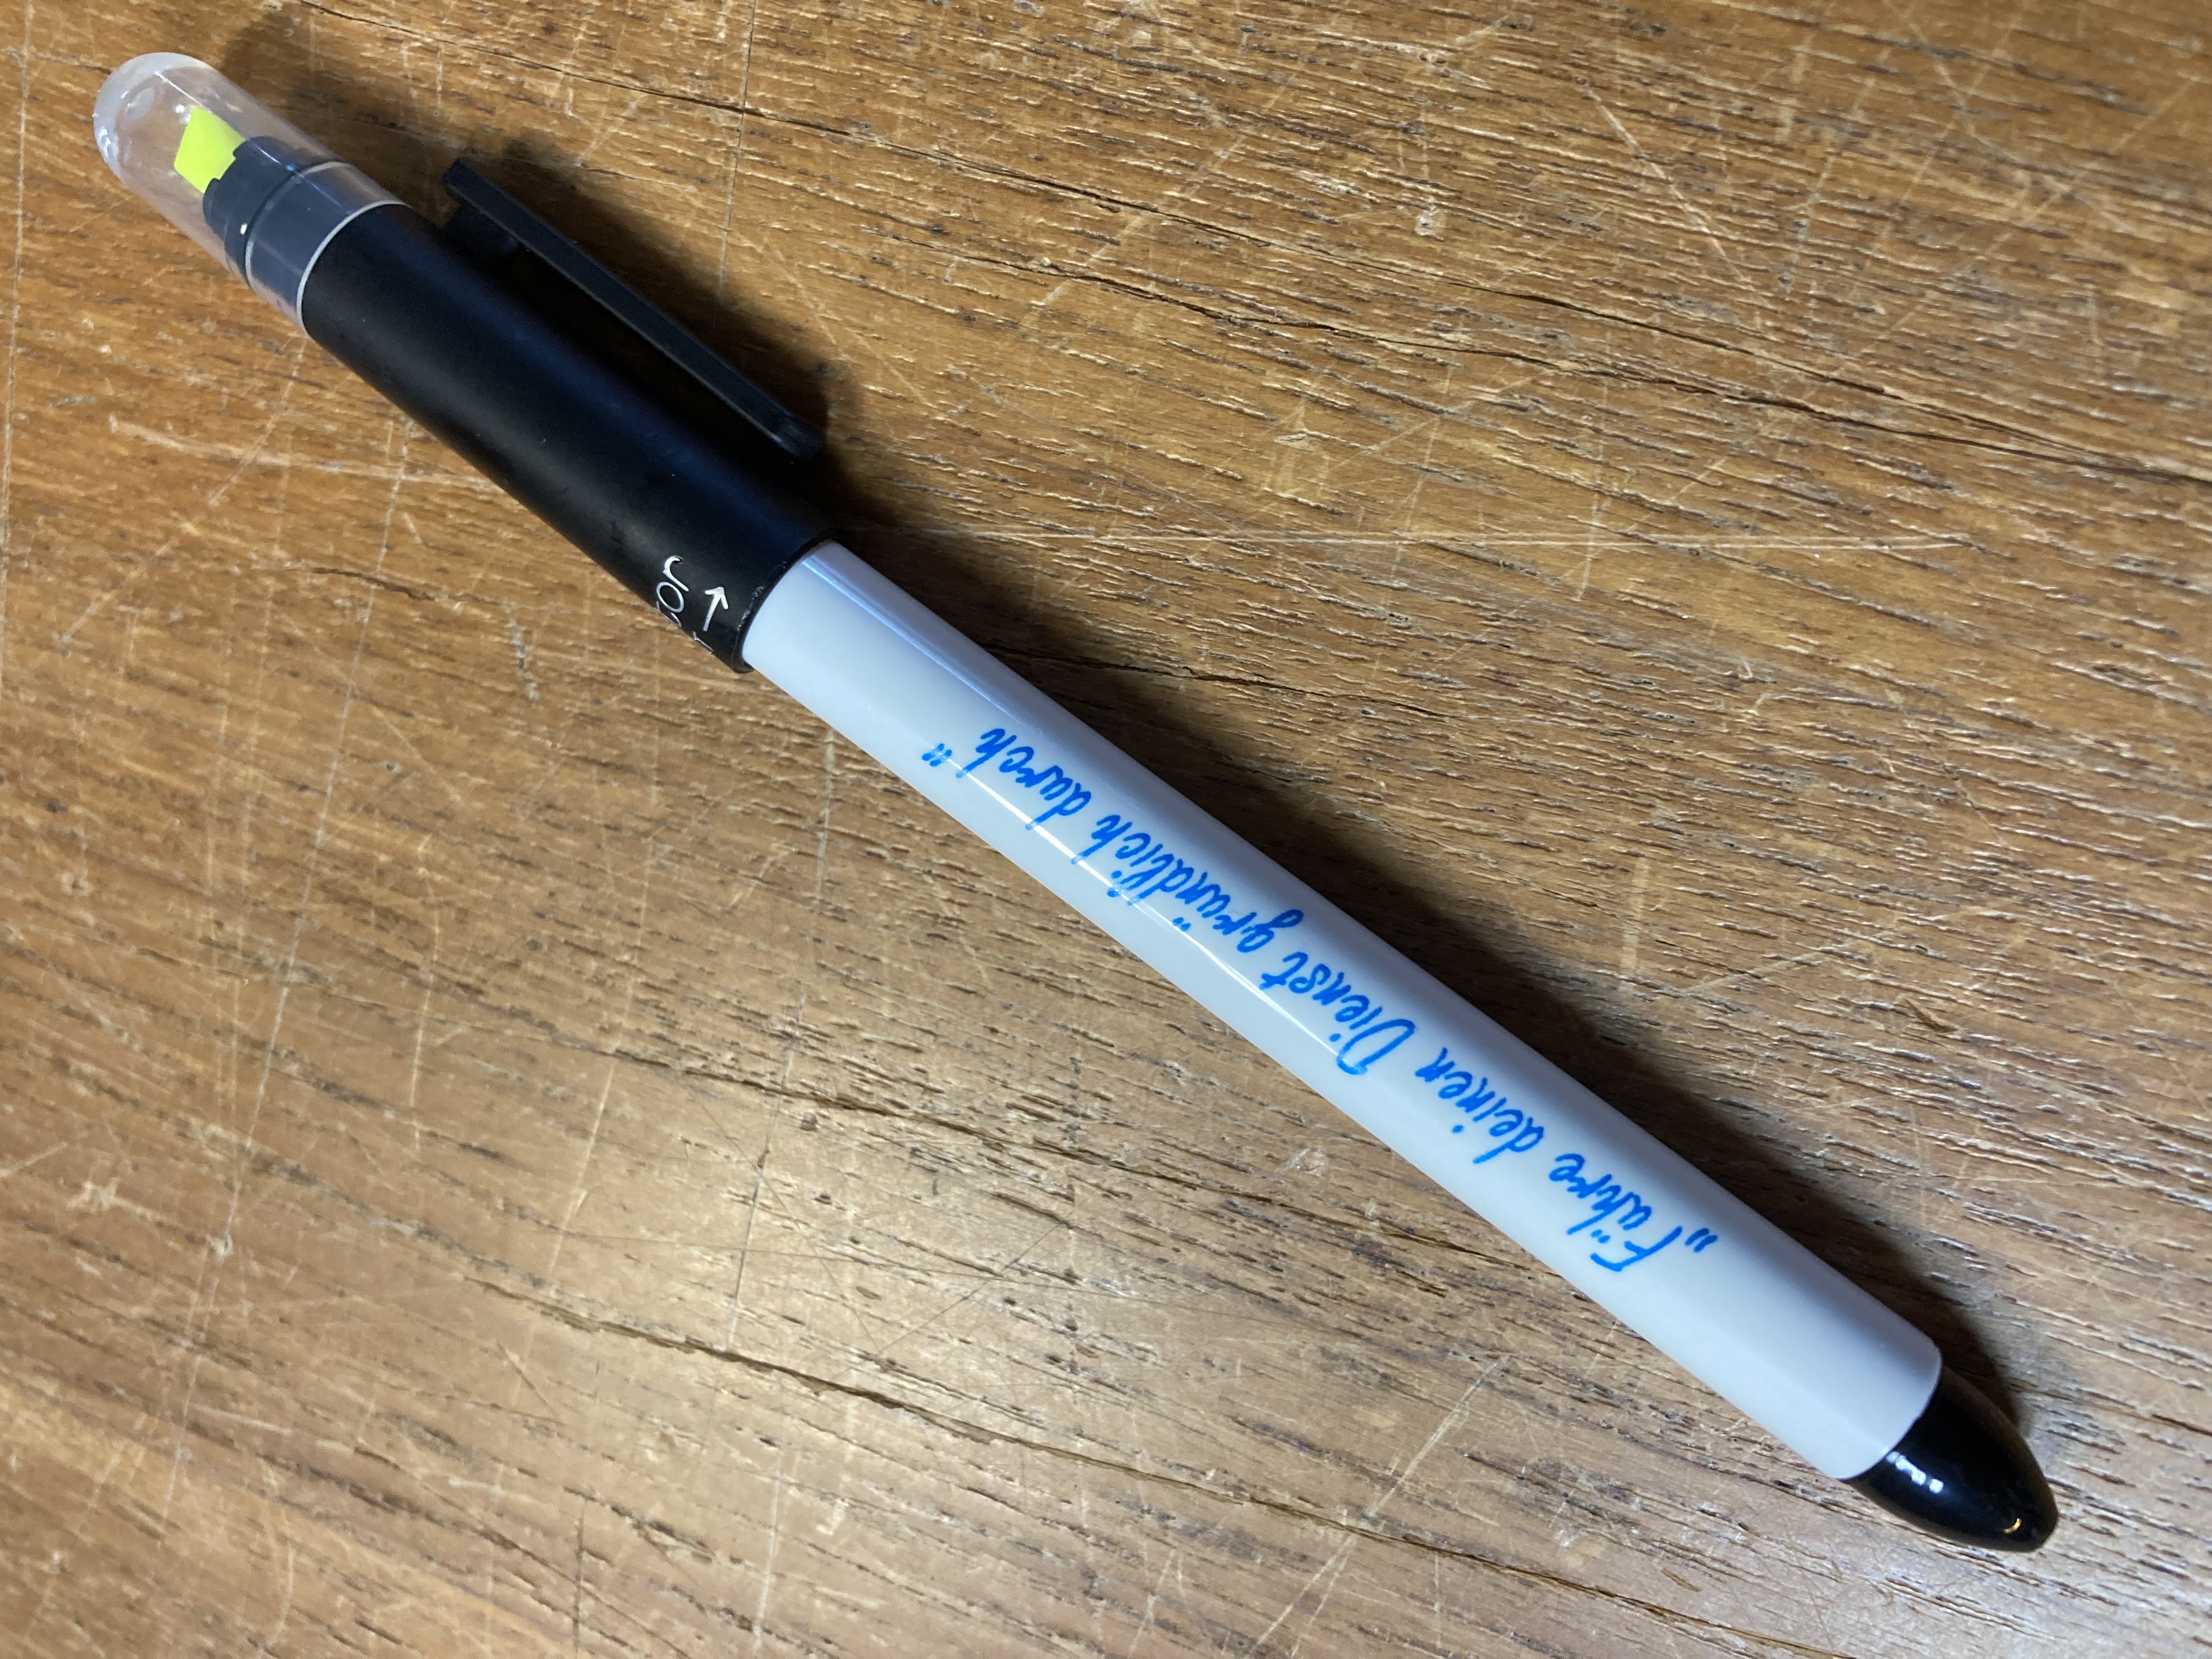 „Führe deinen Dienst gründlich durch“